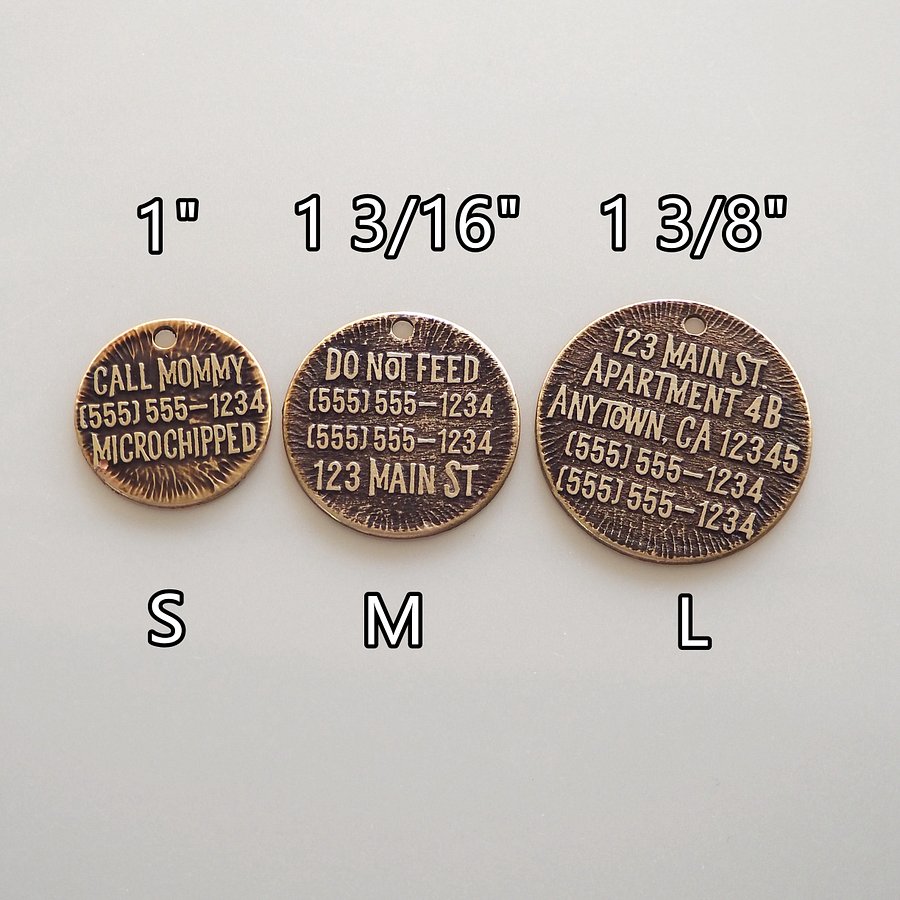 1" 1 3/16" 1 3/8"
CALL MOMMY
(555) 555-1234
MICROCHIPPED
DO NOT FEED
(555) 555-1234
(555) 555-1234
123 MAIN ST.
123 MAIN ST.
APARTMENT 4B
ANYTOWN, CA 12345
(555) 555-1234
(555) 555-1234
S M L